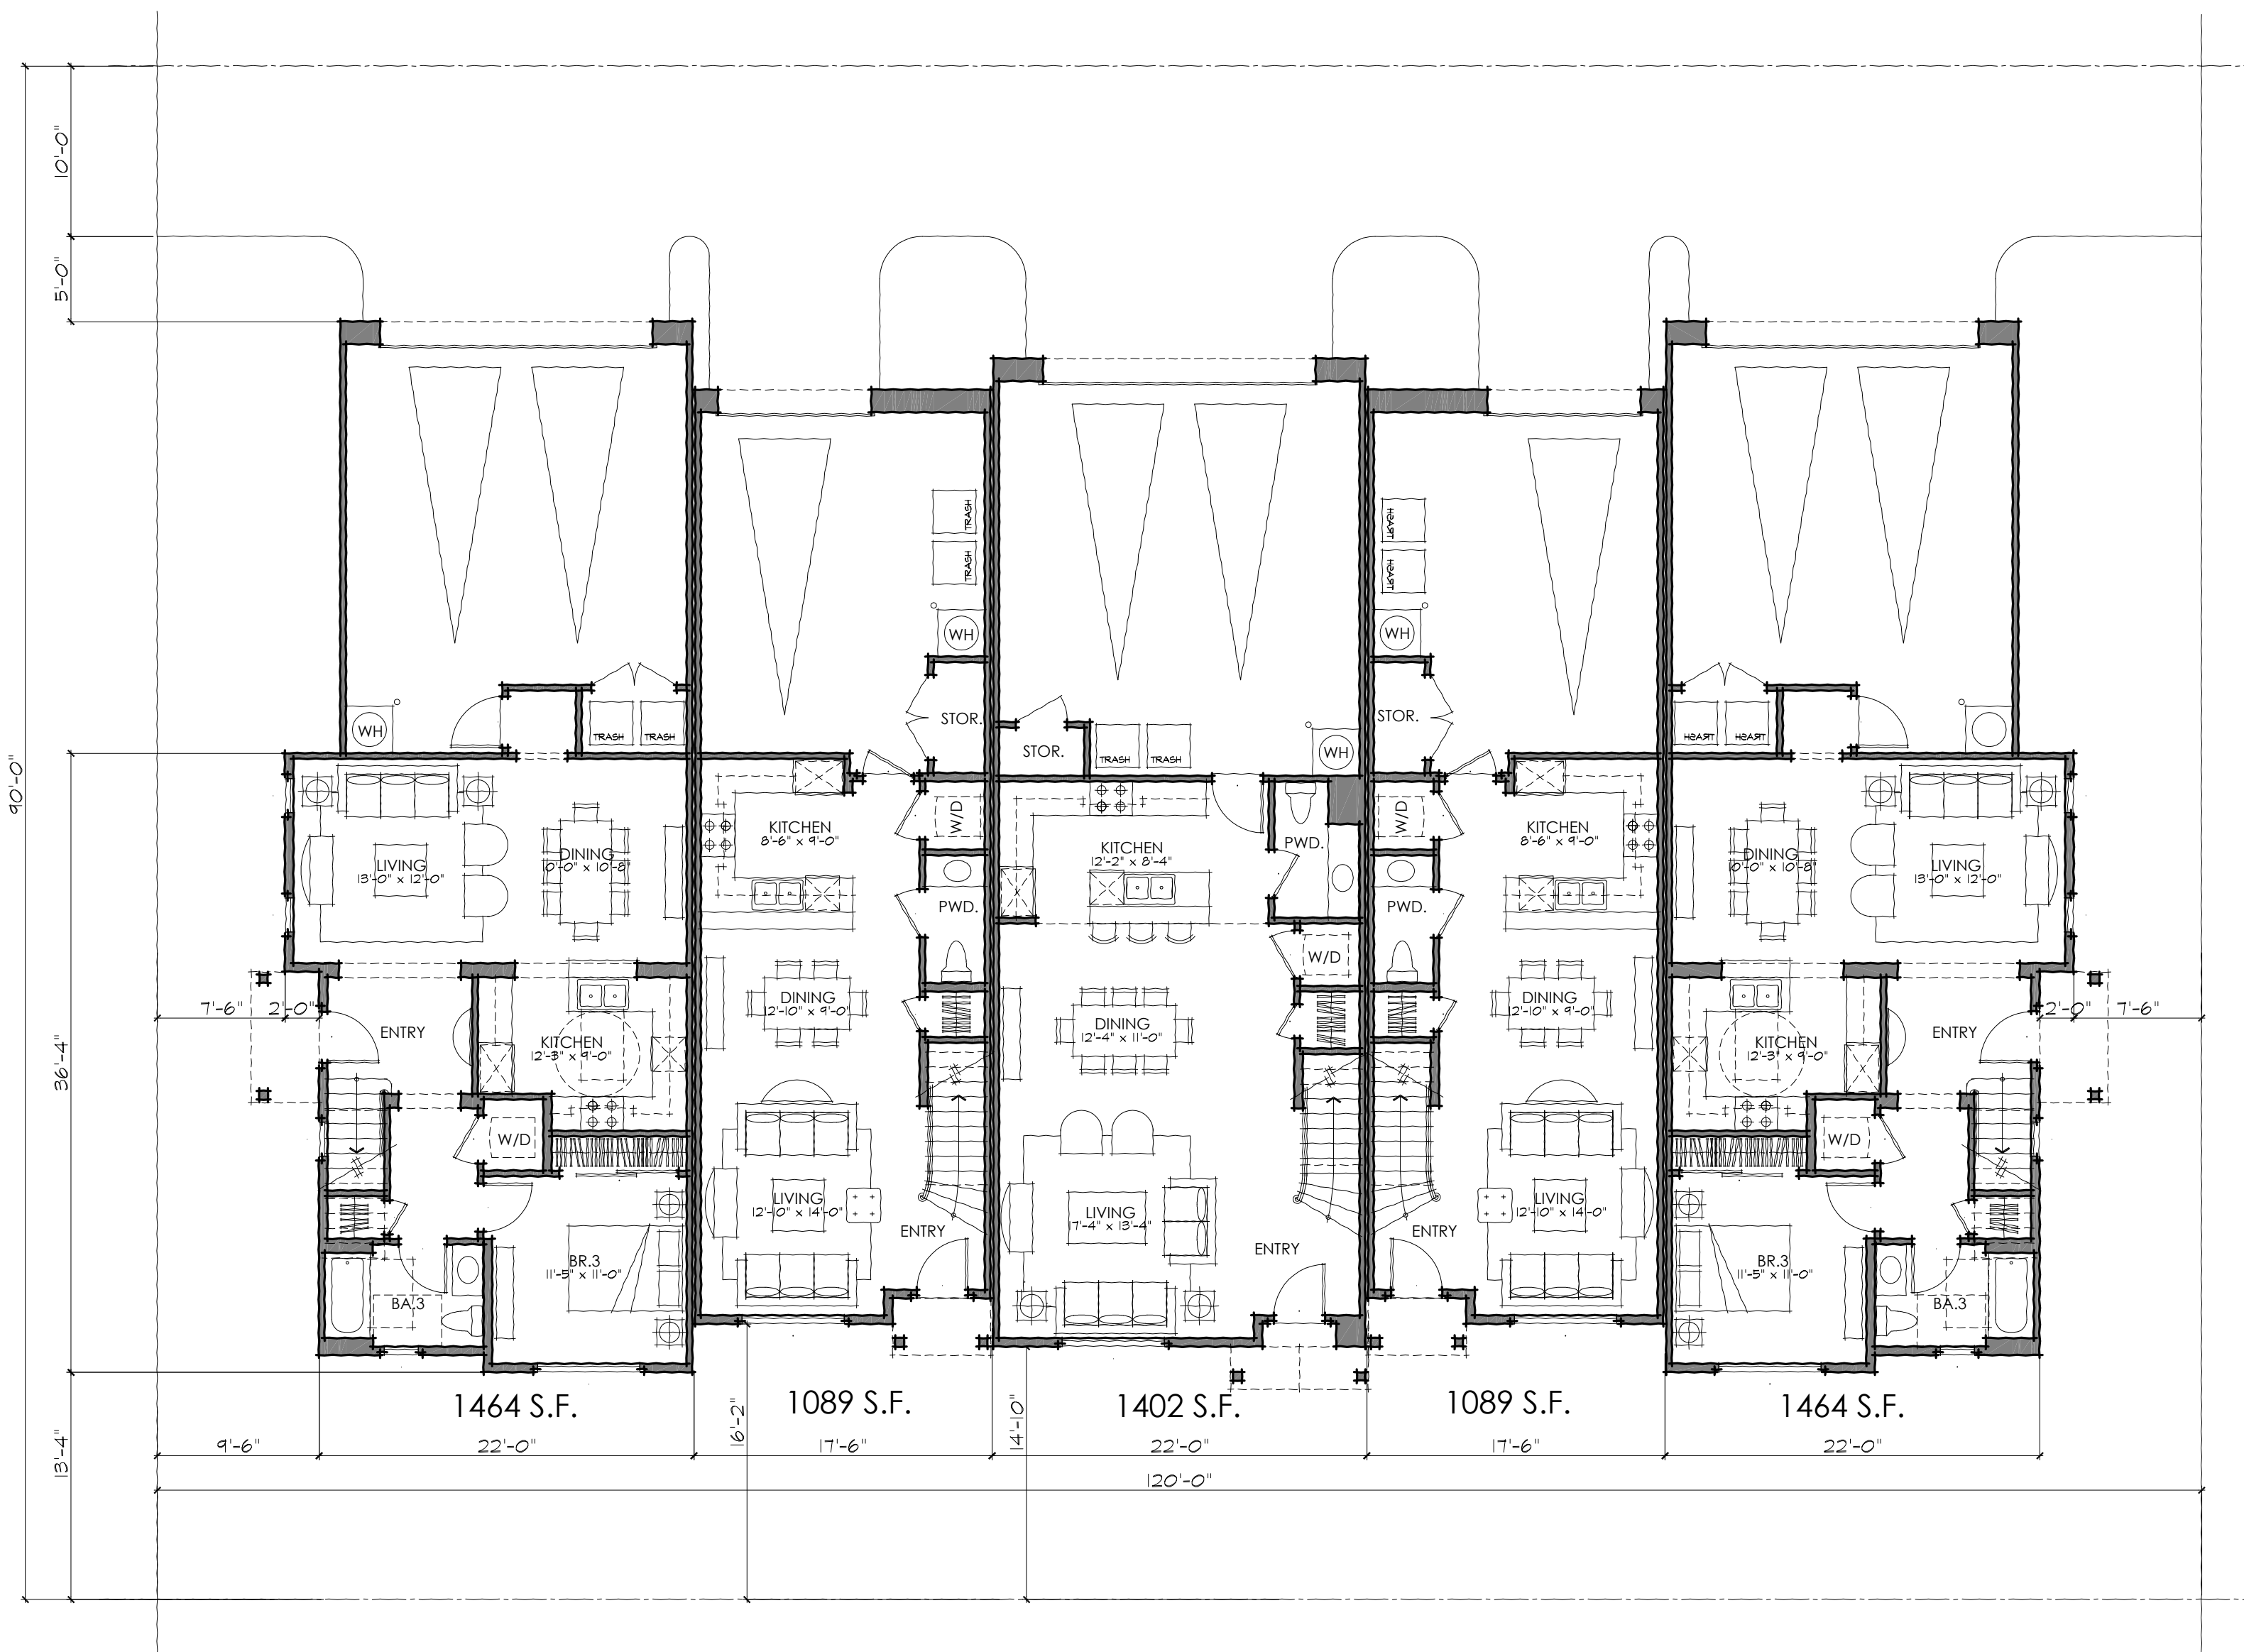 10'-0"
5'-0"
90'-0"
36'-4"
13'-4"
TRASH
TRASH
WH
STOR.
TRASH
TRASH
WH
STOR.
TRASH
TRASH
WH
TRASH
TRASH
WH
STOR.
TRASH
TRASH
WH
LIVING
13'-0" x 12'-0"
DINING
10'-0" x 10'-8"
7'-6"
2'-0"
ENTRY
KITCHEN
12'-3" x 9'-0"
W/D
BR.3
11'-5" x 11'-0"
BA.3
KITCHEN
8'-6" x 9'-0"
W/D
PWD.
DINING
12'-10" x 9'-0"
LIVING
12'-10" x 14'-0"
ENTRY
KITCHEN
12'-2" x 8'-4"
PWD.
W/D
DINING
12'-4" x 11'-0"
LIVING
17'-4" x 13'-4"
ENTRY
W/D
KITCHEN
8'-6" x 9'-0"
PWD.
DINING
12'-10" x 9'-0"
LIVING
12'-10" x 14'-0"
ENTRY
DINING
10'-0" x 10'-8"
LIVING
13'-0" x 12'-0"
2'-0"
7'-6"
ENTRY
KITCHEN
12'-3" x 9'-0"
W/D
BR.3
11'-5" x 11'-0"
BA.3
1464 S.F.
1089 S.F.
1402 S.F.
1089 S.F.
1464 S.F.
16'-2"
14'-10"
9'-6"
22'-0"
17'-6"
22'-0"
17'-6"
22'-0"
120'-0"